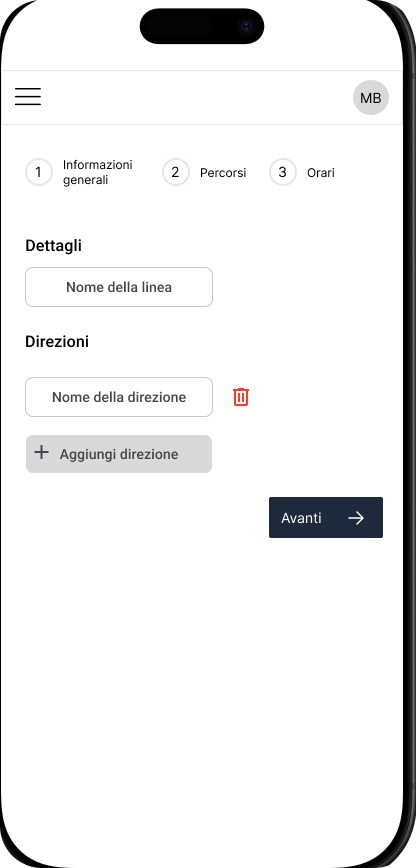 MB
1 Informazioni
generali
2 Percorsi
3 Orari
Dettagli
Nome della linea
Direzioni
Nome della direzione
Aggiungi direzione
Avanti